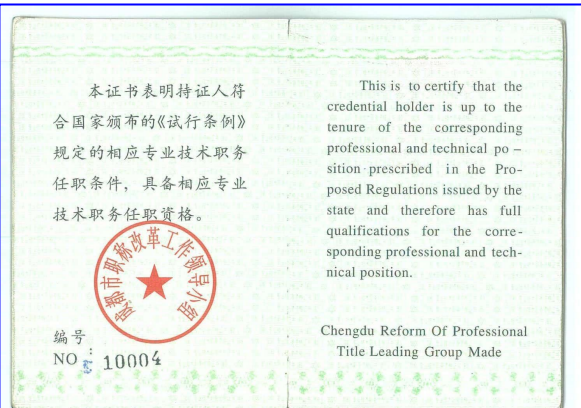 本证书表明持证人符
合国家颁布的《试行条例》
规定的相应专业技术职务
任职条件，具备相应专业
技术职务任职资格。
成都市职称改革工作领导小组
编号
NO : 10004
This is to certify that the
credential holder is up to the
tenure of the corresponding
professional and technical po –
sition prescribed in the Pro-
posed Regulations issued by the
state and therefore has full
qualifications for the corre-
sponding professional and tech-
nical position.
Chengdu Reform Of Professional
Title Leading Group Made